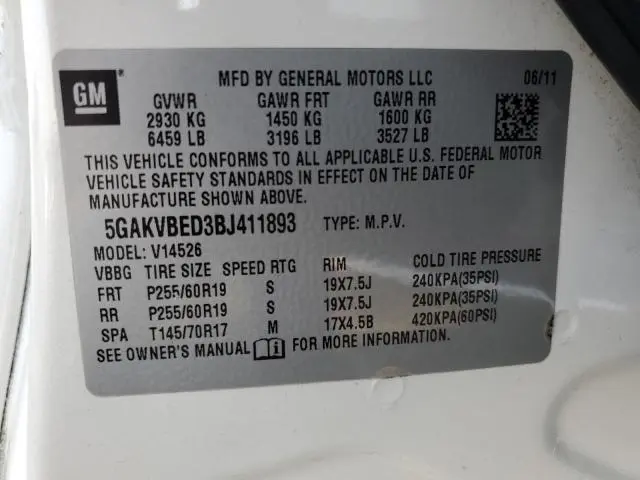 GM
MFD BY GENERAL MOTORS LLC 06/11
GVWR GAWR FRT GAWR RR
2930 KG 1450 KG 1600 KG
6459 LB 3196 LB 3527 LB
THIS VEHICLE CONFORMS TO ALL APPLICABLE U.S. FEDERAL MOTOR
VEHICLE SAFETY STANDARDS IN EFFECT ON THE DATE OF
MANUFACTURE SHOWN ABOVE.
5GAKVBED3BJ411893 TYPE: M.P.V.
MODEL: V14526
VBBG TIRE SIZE SPEED RTG RIM COLD TIRE PRESSURE
FRT P255/60R19 S 19X7.5J 240KPA(35PSI)
RR P255/60R19 S 19X7.5J 240KPA(35PSI)
SPA T145/70R17 M 17X4.5B 420KPA(60PSI)
SEE OWNER'S MANUAL FOR MORE INFORMATION.